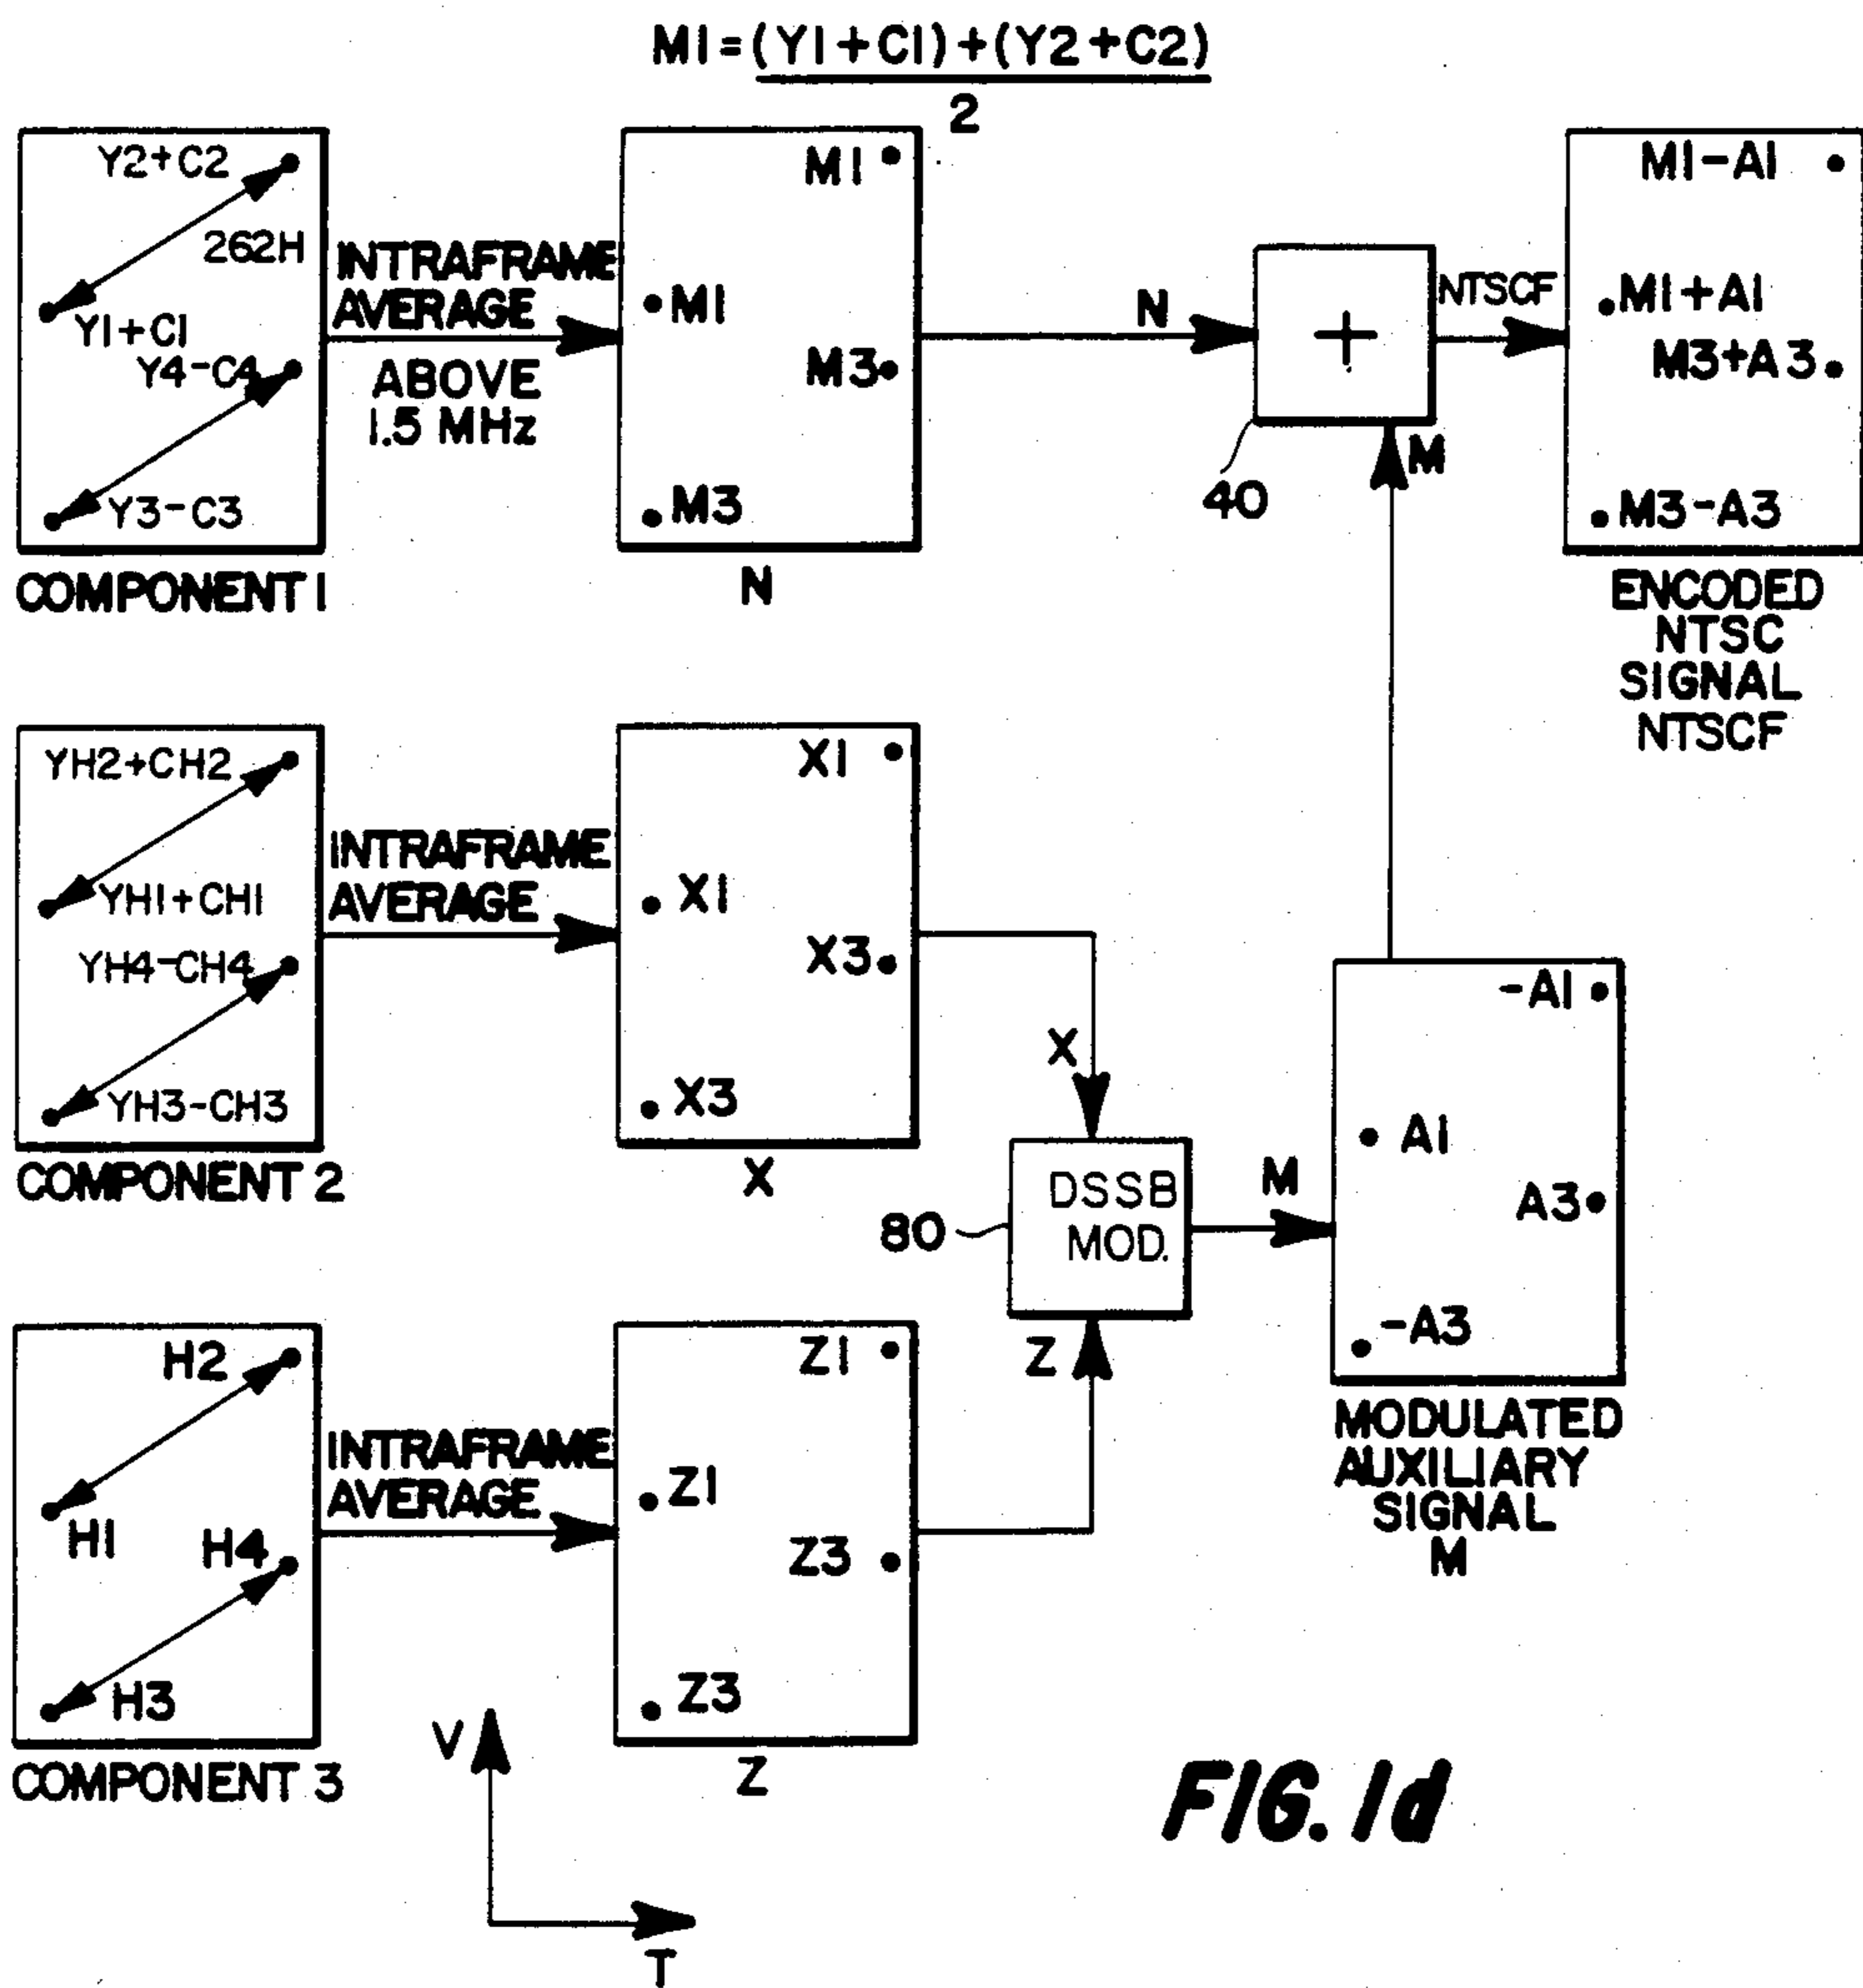 M1=(Y1+C1)+(Y2+C2)
2
Y2+C2
262H
Y1+C1
Y4-C4
Y3-C3
COMPONENT 1
INTRAFRAME
AVERAGE
ABOVE
1.5 MHz
M1
M1
M3
M3
N
N
+
40
NTSCF
M
M1-A1
M1+A1
M3+A3
M3-A3
ENCODED
NTSC
SIGNAL
NTSCF
YH2+CH2
YH1+CH1
YH4-CH4
YH3-CH3
COMPONENT 2
INTRAFRAME
AVERAGE
X1
X1
X3
X3
X
X
DSSB
MOD.
80
M
Z
-A1
A1
A3
-A3
MODULATED
AUXILIARY
SIGNAL
M
H2
H1
H4
H3
COMPONENT 3
INTRAFRAME
AVERAGE
Z1
Z1
Z3
Z3
Z
V
T
FIG. 1d